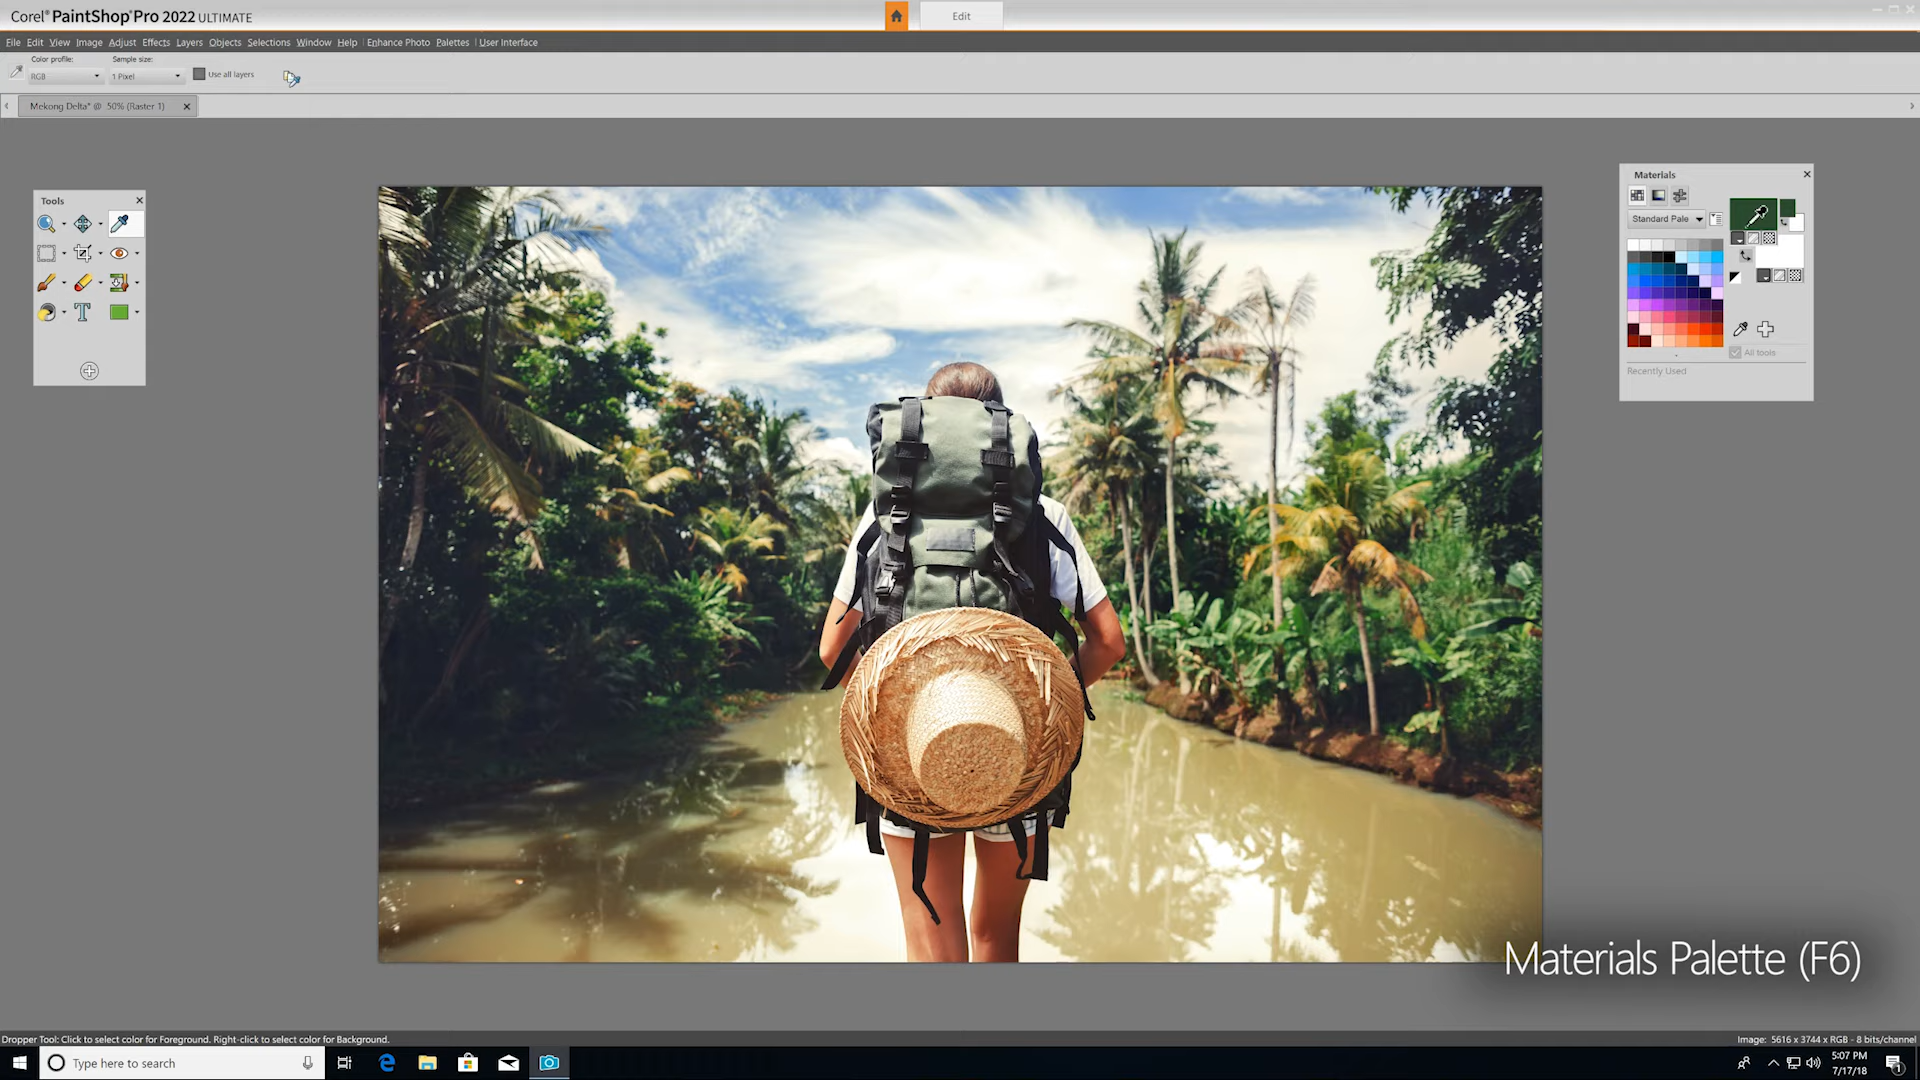 Corel® PaintShop® Pro 2022 ULTIMATE
Edit
File Edit View Image Adjust Effects Layers Objects Selections Window Help Enhance Photo Palettes User Interface
Color profile: Sample size:
RGB 1 Pixel Use all layers
Mekong Delta* @ 50% (Raster 1)
Tools
Materials
Standard Pale
All tools
Recently Used
Materials Palette (F6)
Dropper Tool: Click to select color for Foreground. Right-click to select color for Background.
Image: 5616 x 3744 x RGB - 8 bits/channel
Type here to search
5:07 PM
7/17/18
1